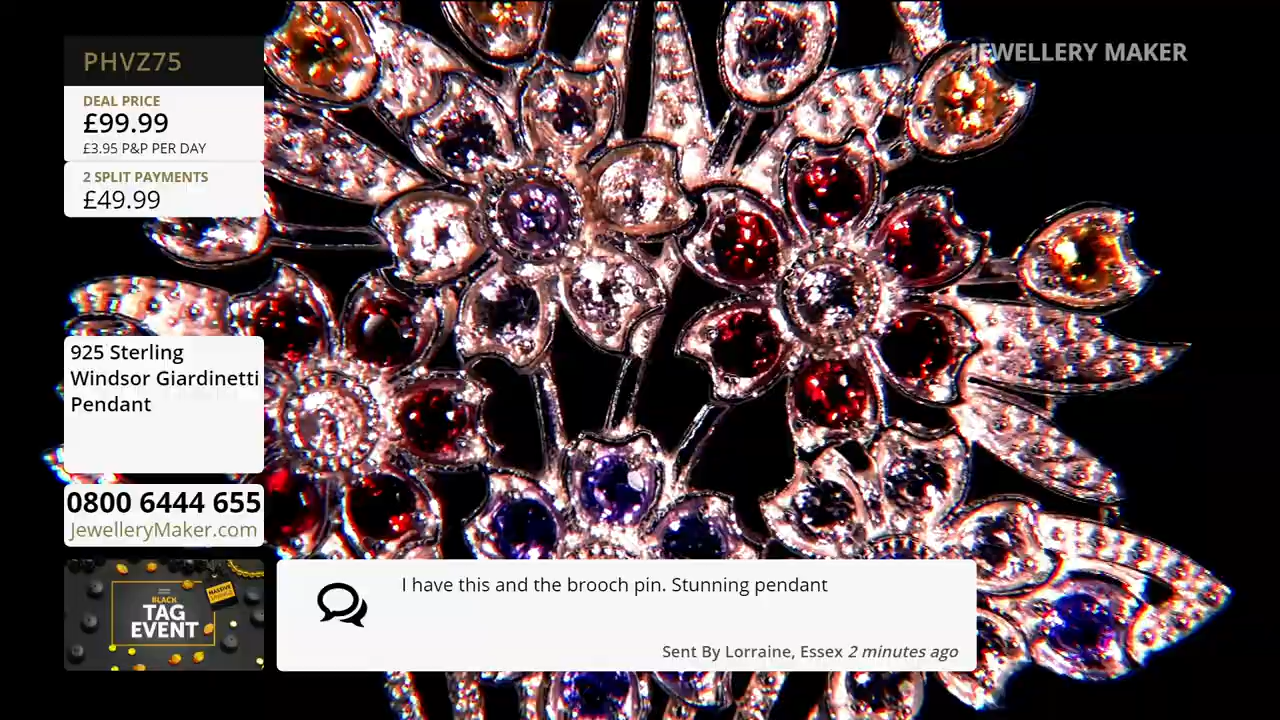 PHVZ75
JEWELLERY MAKER
DEAL PRICE
£99.99
£3.95 P&P PER DAY
2 SPLIT PAYMENTS
£49.99
925 Sterling
Windsor Giardinetti
Pendant
0800 6444 655
JewelleryMaker.com
BLACK
TAG
EVENT
MASSIVE
I have this and the brooch pin. Stunning pendant
Sent By Lorraine, Essex 2 minutes ago